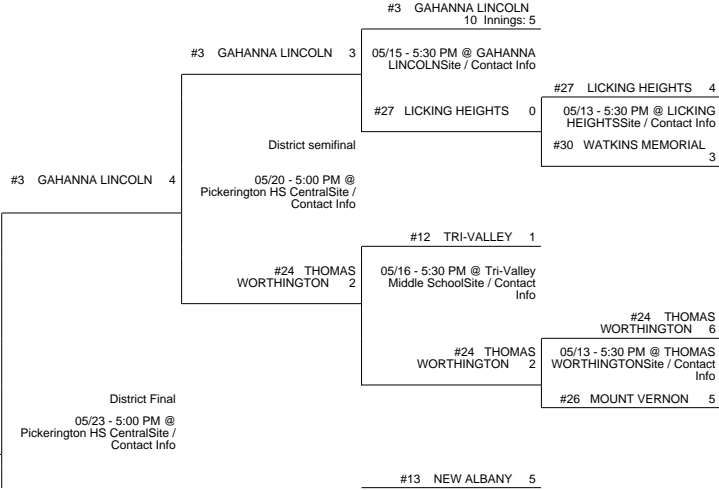 #3 GAHANNA LINCOLN
10 Innings: 5
#3 GAHANNA LINCOLN 3
05/15 - 5:30 PM @ GAHANNA
LINCOLNSite / Contact Info
#27 LICKING HEIGHTS 4
#27 LICKING HEIGHTS 0
05/13 - 5:30 PM @ LICKING
HEIGHTSSite / Contact Info
District semifinal
#30 WATKINS MEMORIAL
3
#3 GAHANNA LINCOLN 4
05/20 - 5:00 PM @
Pickerington HS CentralSite /
Contact Info
#12 TRI-VALLEY 1
#24 THOMAS
WORTHINGTON 2
05/16 - 5:30 PM @ Tri-Valley
Middle SchoolSite / Contact
Info
#24 THOMAS
WORTHINGTON 6
#24 THOMAS
WORTHINGTON 2
05/13 - 5:30 PM @ THOMAS
WORTHINGTONSite / Contact
Info
#26 MOUNT VERNON 5
District Final
05/23 - 5:00 PM @
Pickerington HS CentralSite /
Contact Info
#13 NEW ALBANY 5